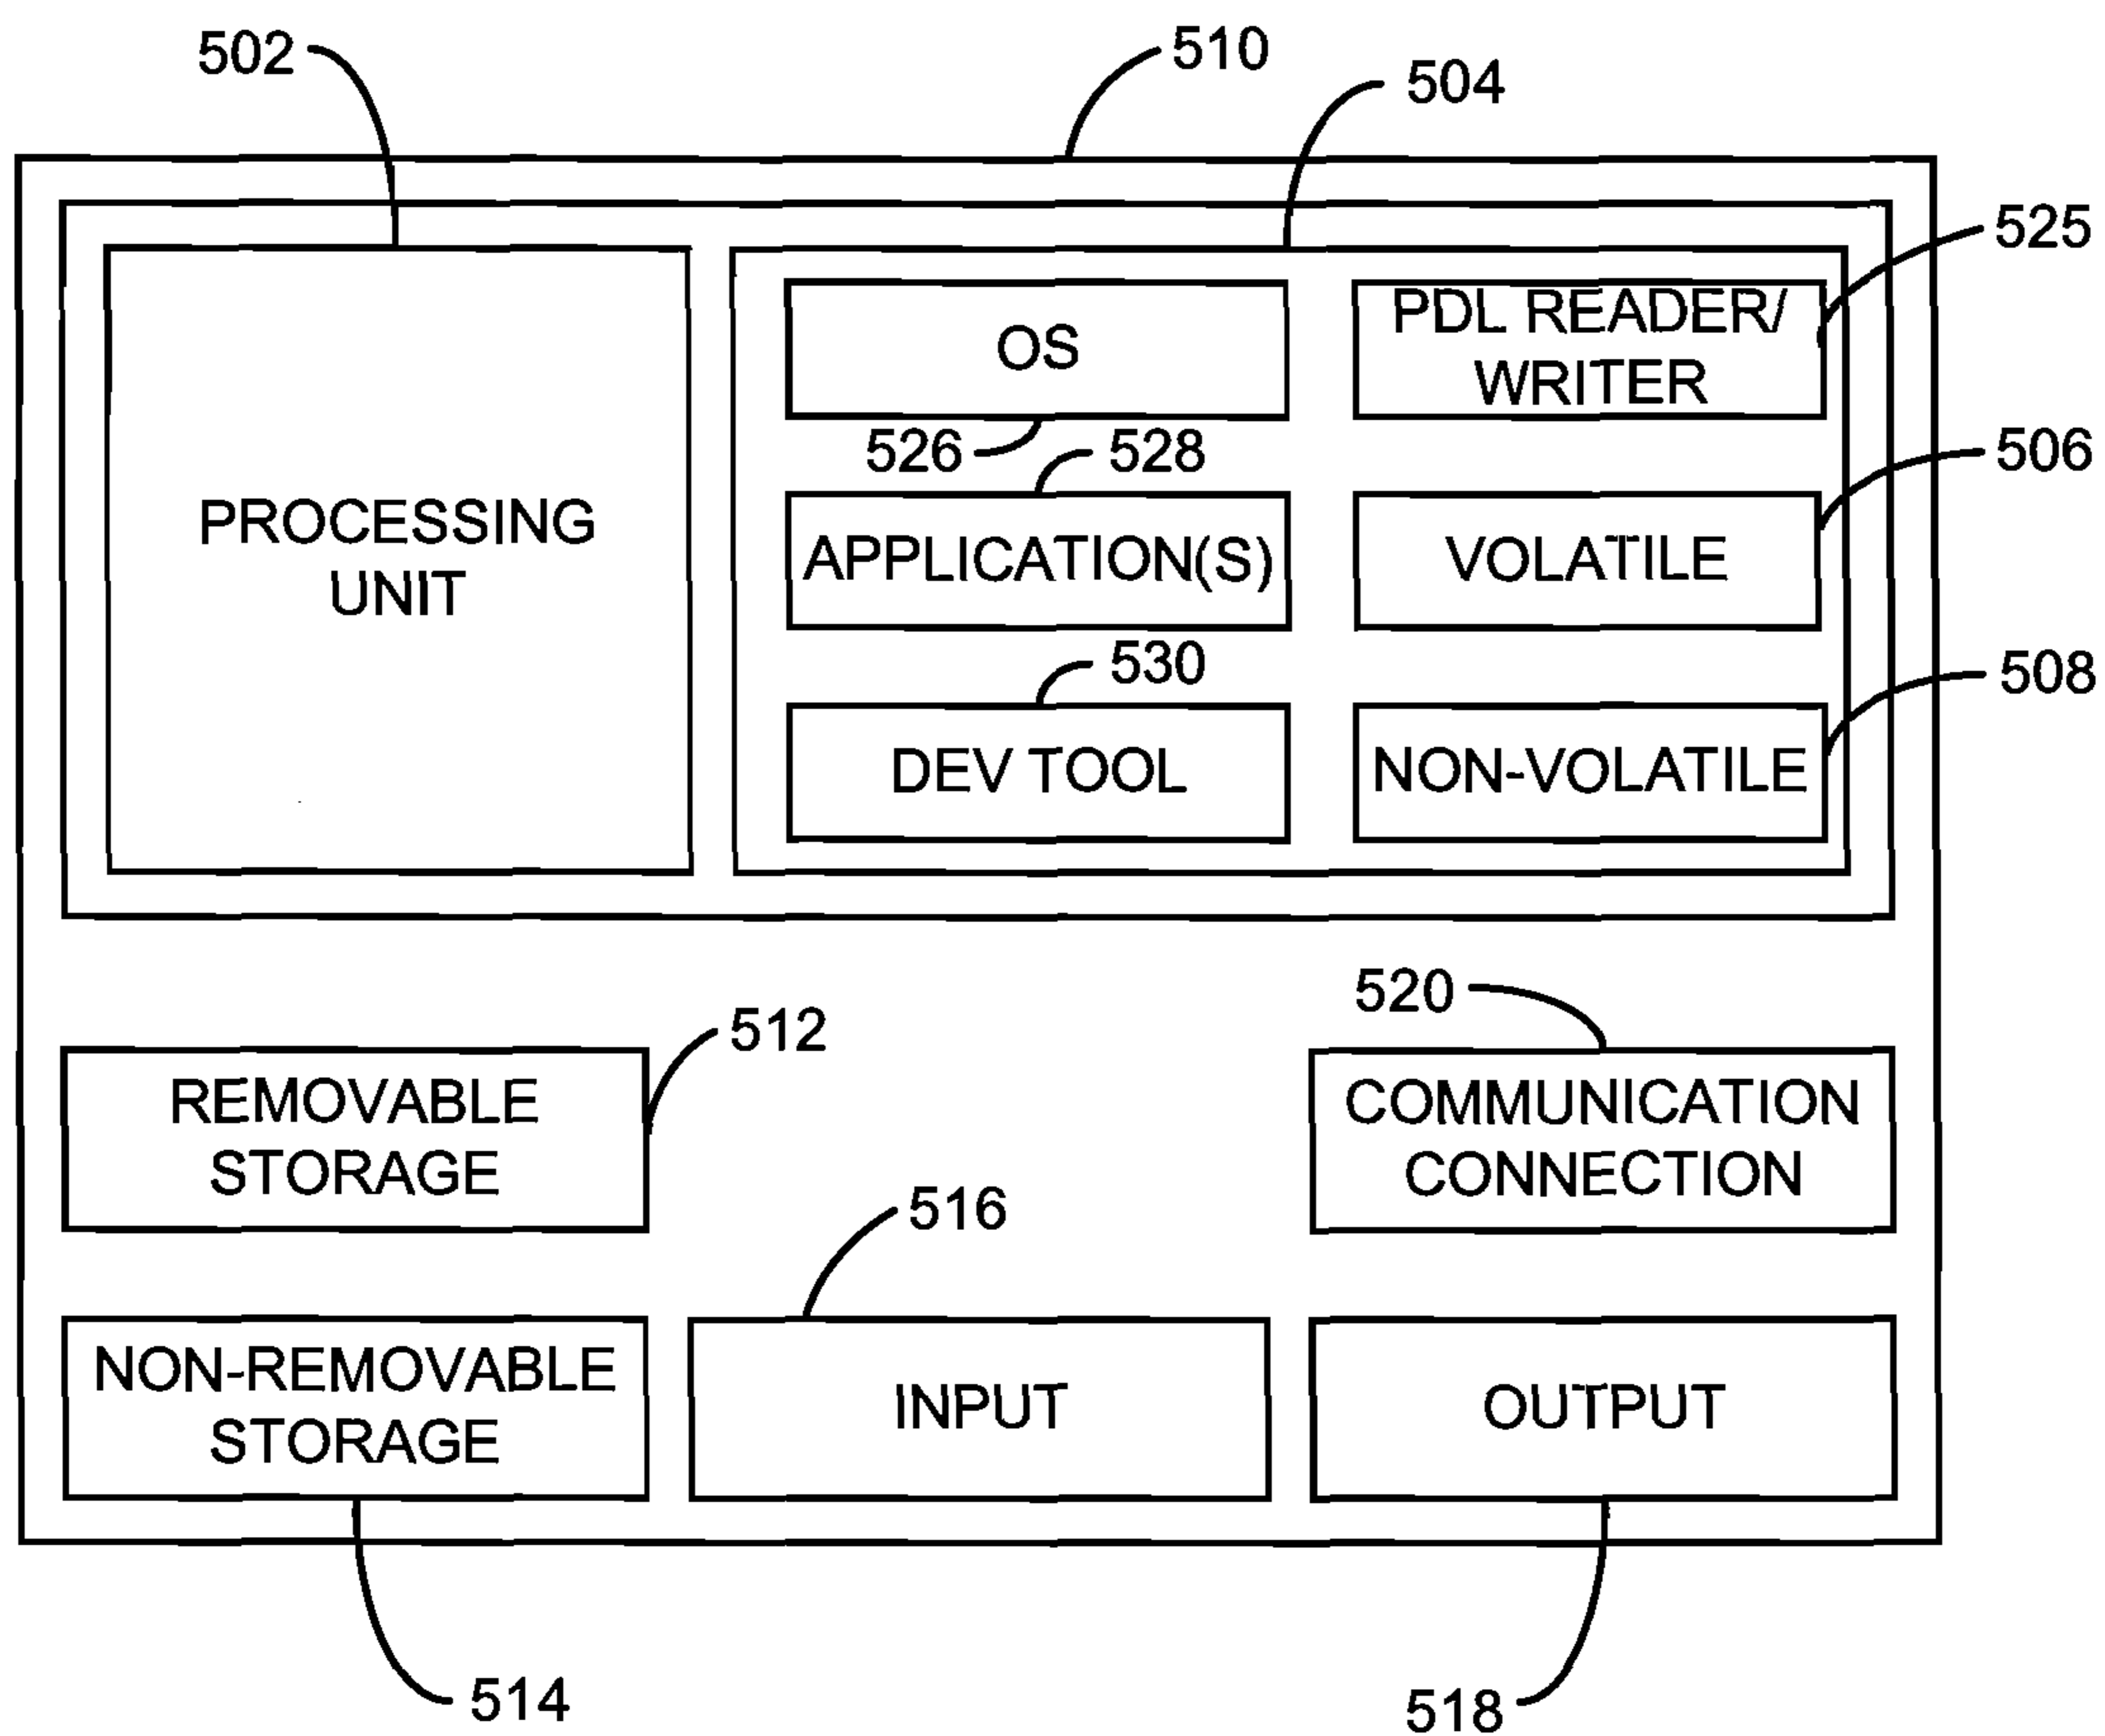 502
510
504
525
PROCESSING
UNIT
OS
PDL READER/
WRITER
526
528
506
APPLICATION(S)
VOLATILE
530
508
DEV TOOL
NON-VOLATILE
512
520
REMOVABLE
STORAGE
COMMUNICATION
CONNECTION
516
NON-REMOVABLE
STORAGE
INPUT
OUTPUT
514
518